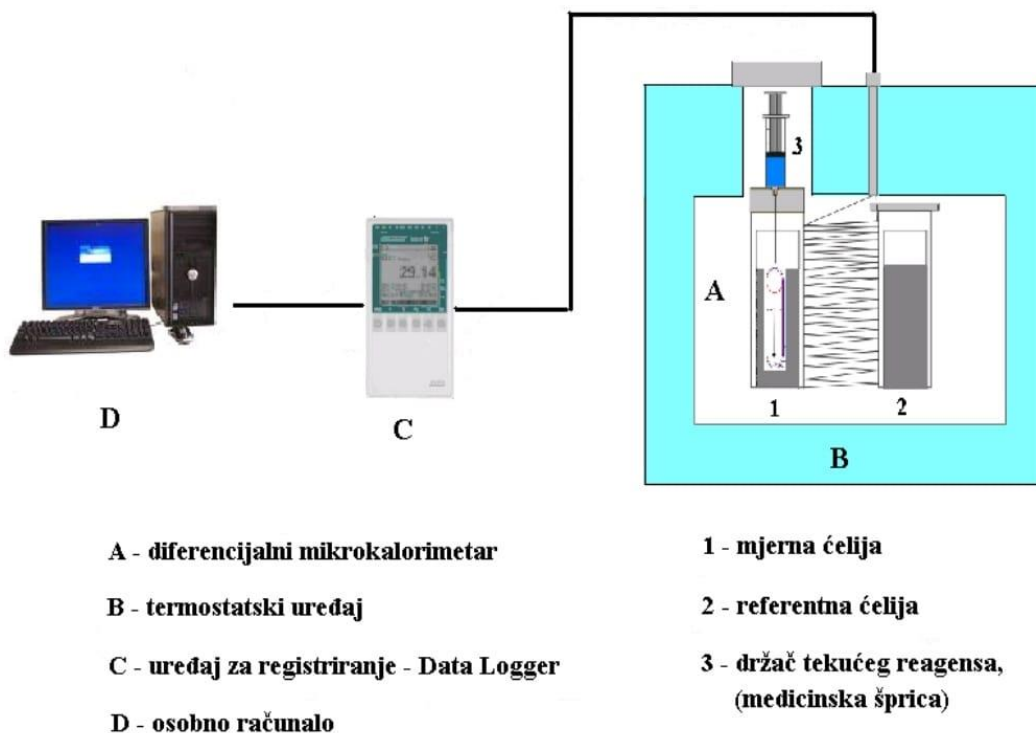 3
A
1
2
B
C
D
29.14
A - diferencijalni mikrokalorimetar
B - termostatski uređaj
C - uređaj za registriranje - Data Logger
D - osobno računalo
1 - mjerna ćelija
2 - referentna ćelija
3 - držač tekućeg reagensa,
(medicinska šprica)